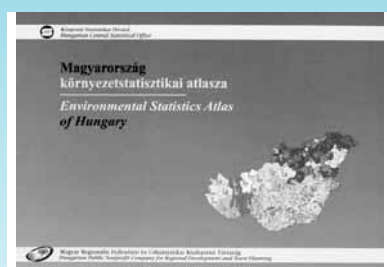 Központi Statisztikai Hivatal
Hungarian Central Statistical Office
Magyarország
környezetstatisztikai atlasza
Environmental Statistics Atlas
of Hungary
Magyar Regionális Fejlesztési és Urbanisztikai Közhasznú Társaság
Hungarian Public Nonprofit Company for Regional Development and Town Planning